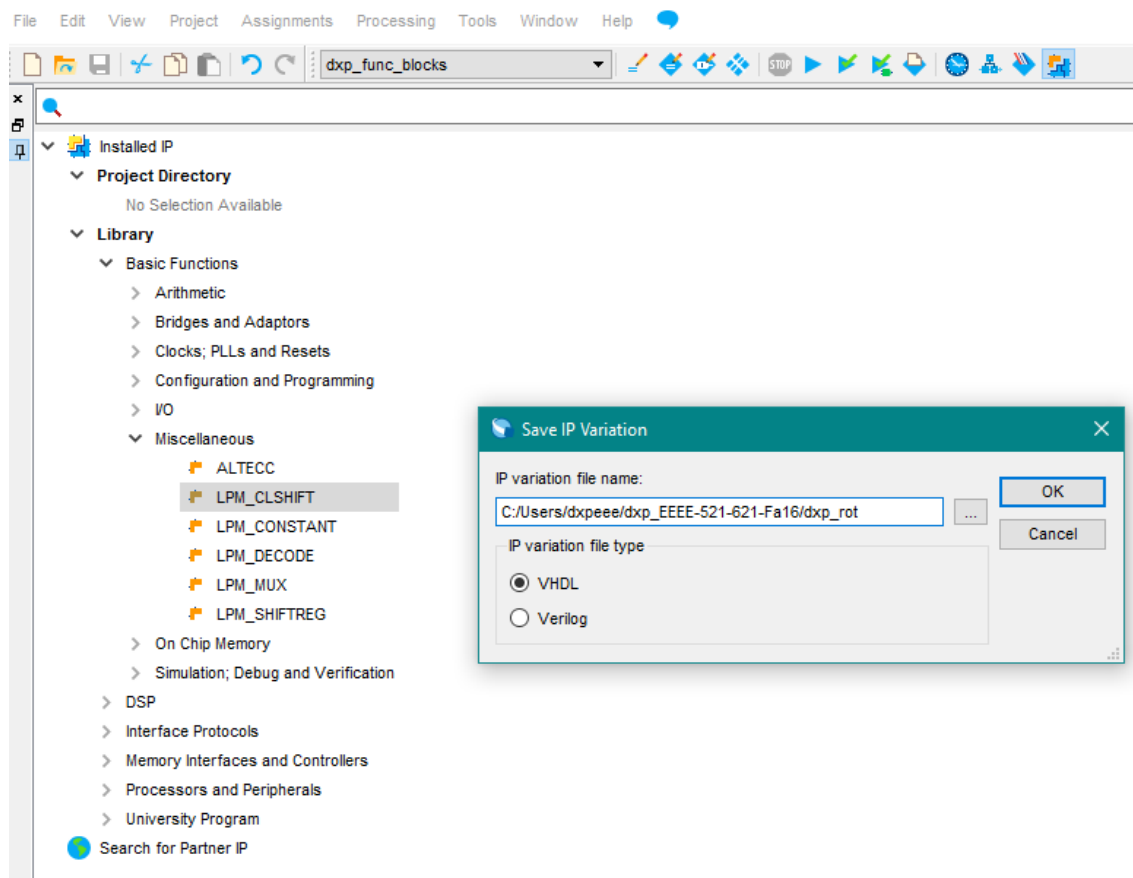 File Edit View Project Assignments Processing Tools Window Help
dxp_func_blocks
STOP
Installed IP
Project Directory
No Selection Available
Library
Basic Functions
Arithmetic
Bridges and Adaptors
Clocks; PLLs and Resets
Configuration and Programming
I/O
Miscellaneous
ALTECC
LPM_CLSHIFT
LPM_CONSTANT
LPM_DECODE
LPM_MUX
LPM_SHIFTREG
On Chip Memory
Simulation; Debug and Verification
DSP
Interface Protocols
Memory Interfaces and Controllers
Processors and Peripherals
University Program
Search for Partner IP
Save IP Variation
IP variation file name:
C:/Users/dxpeee/dxp_EEEE-521-621-Fa16/dxp_rot
...
OK
Cancel
IP variation file type
VHDL
Verilog